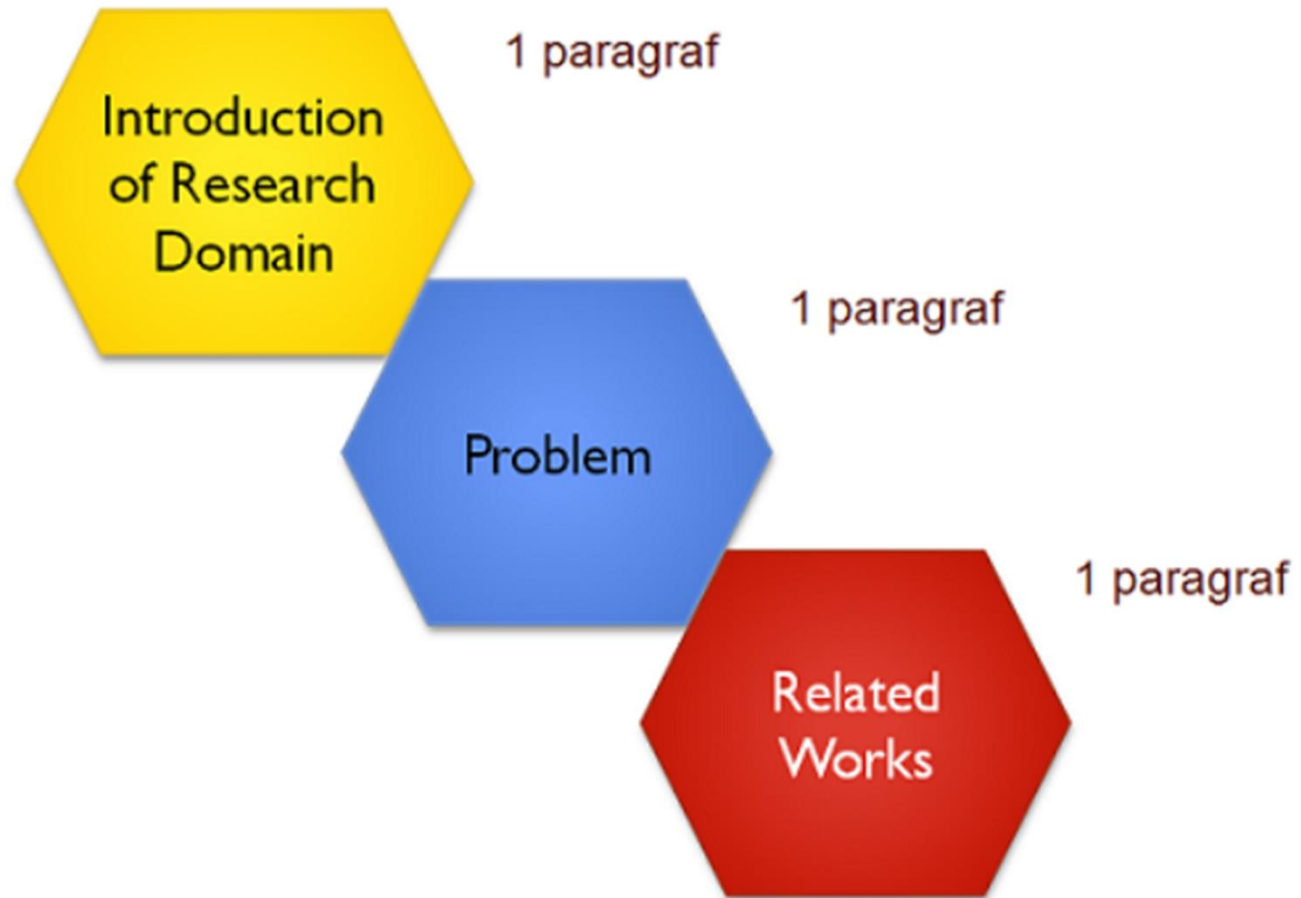 1 paragraf
Introduction
of Research
Domain
1 paragraf
Problem
1 paragraf
Related
Works